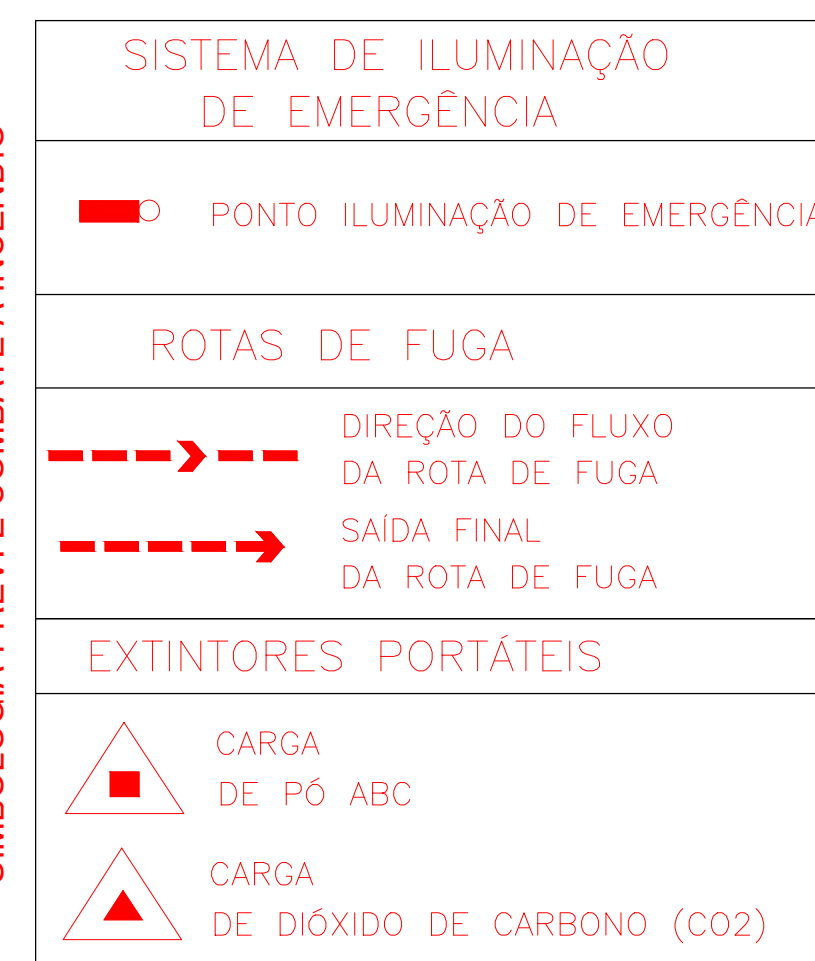 SISTEMA DE ILUMINAÇÃO
DE EMERGÊNCIA
PONTO ILUMINAÇÃO DE EMERGÊNCIA
ROTAS DE FUGA
DIREÇÃO DO FLUXO
DA ROTA DE FUGA
SAÍDA FINAL
DA ROTA DE FUGA
EXTINTORES PORTÁTEIS
CARGA
DE PÓ ABC
CARGA
DE DIÓXIDO DE CARBONO (CO2)